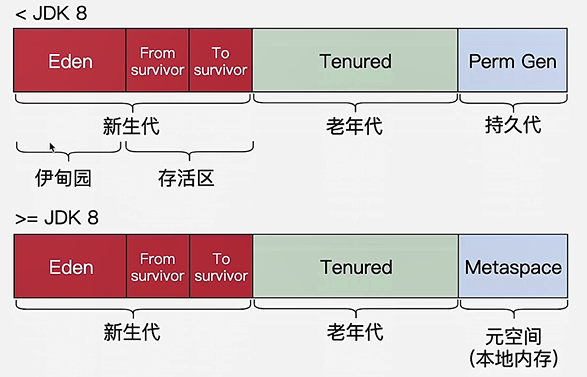 < JDK 8
Eden
From
survivor
To
survivor
Tenured
Perm Gen
新生代
老年代
持久代
伊甸园
存活区
>= JDK 8
Eden
From
survivor
To
survivor
Tenured
Metaspace
新生代
老年代
元空间
(本地内存)